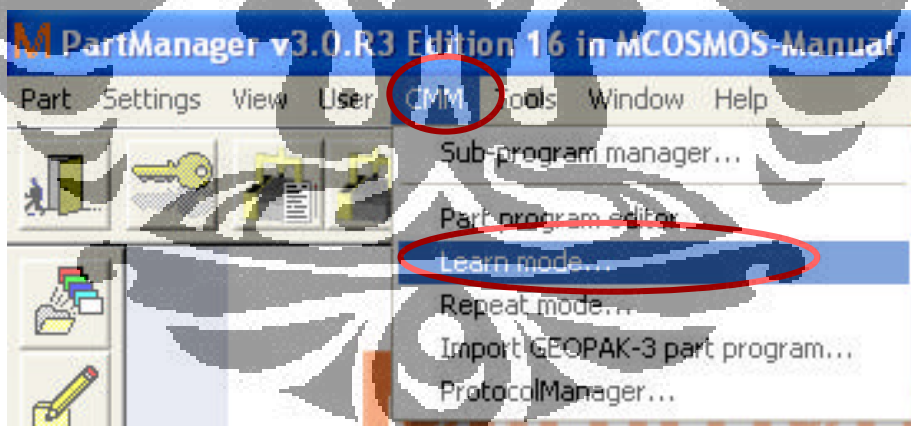 M PartManager v3.0.R3 Edition 16 in MCOSMOS-Manual
Part Settings View User CMM Tools Window Help
Sub-program manager...
Part program editor...
Learn mode...
Repeat mode...
Import GEOPAK-3 part program...
ProtocolManager...